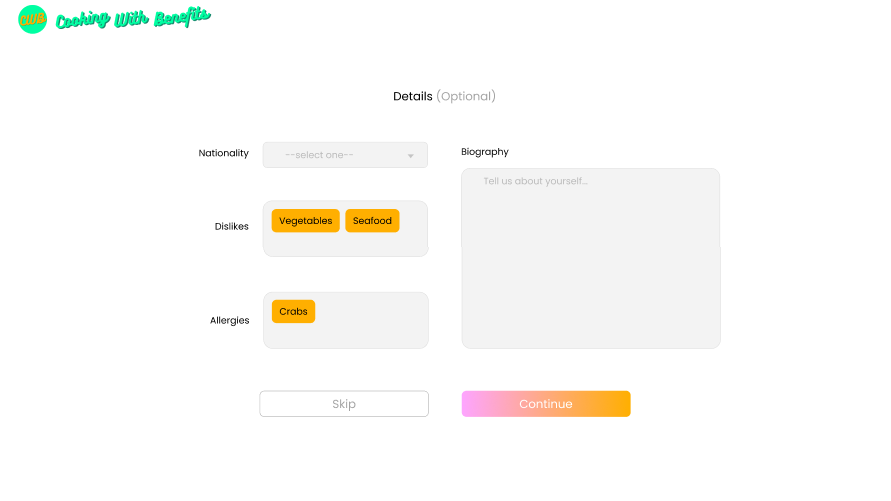 CWB Cooking With Benefits
Details (Optional)
Nationality
--select one--
Dislikes
Vegetables Seafood
Allergies
Crabs
Biography
Tell us about yourself...
Skip
Continue